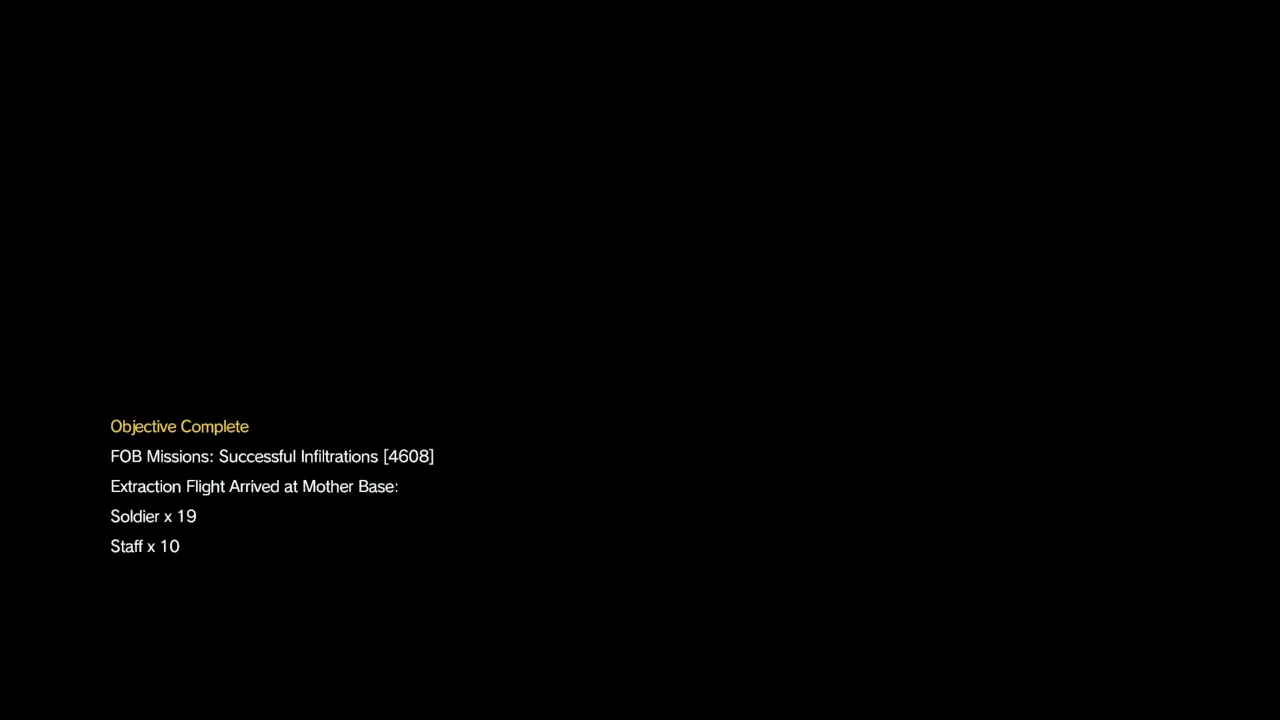 Objective Complete
FOB Missions: Successful Infiltrations [4608]
Extraction Flight Arrived at Mother Base:
Soldier x 19
Staff x 10